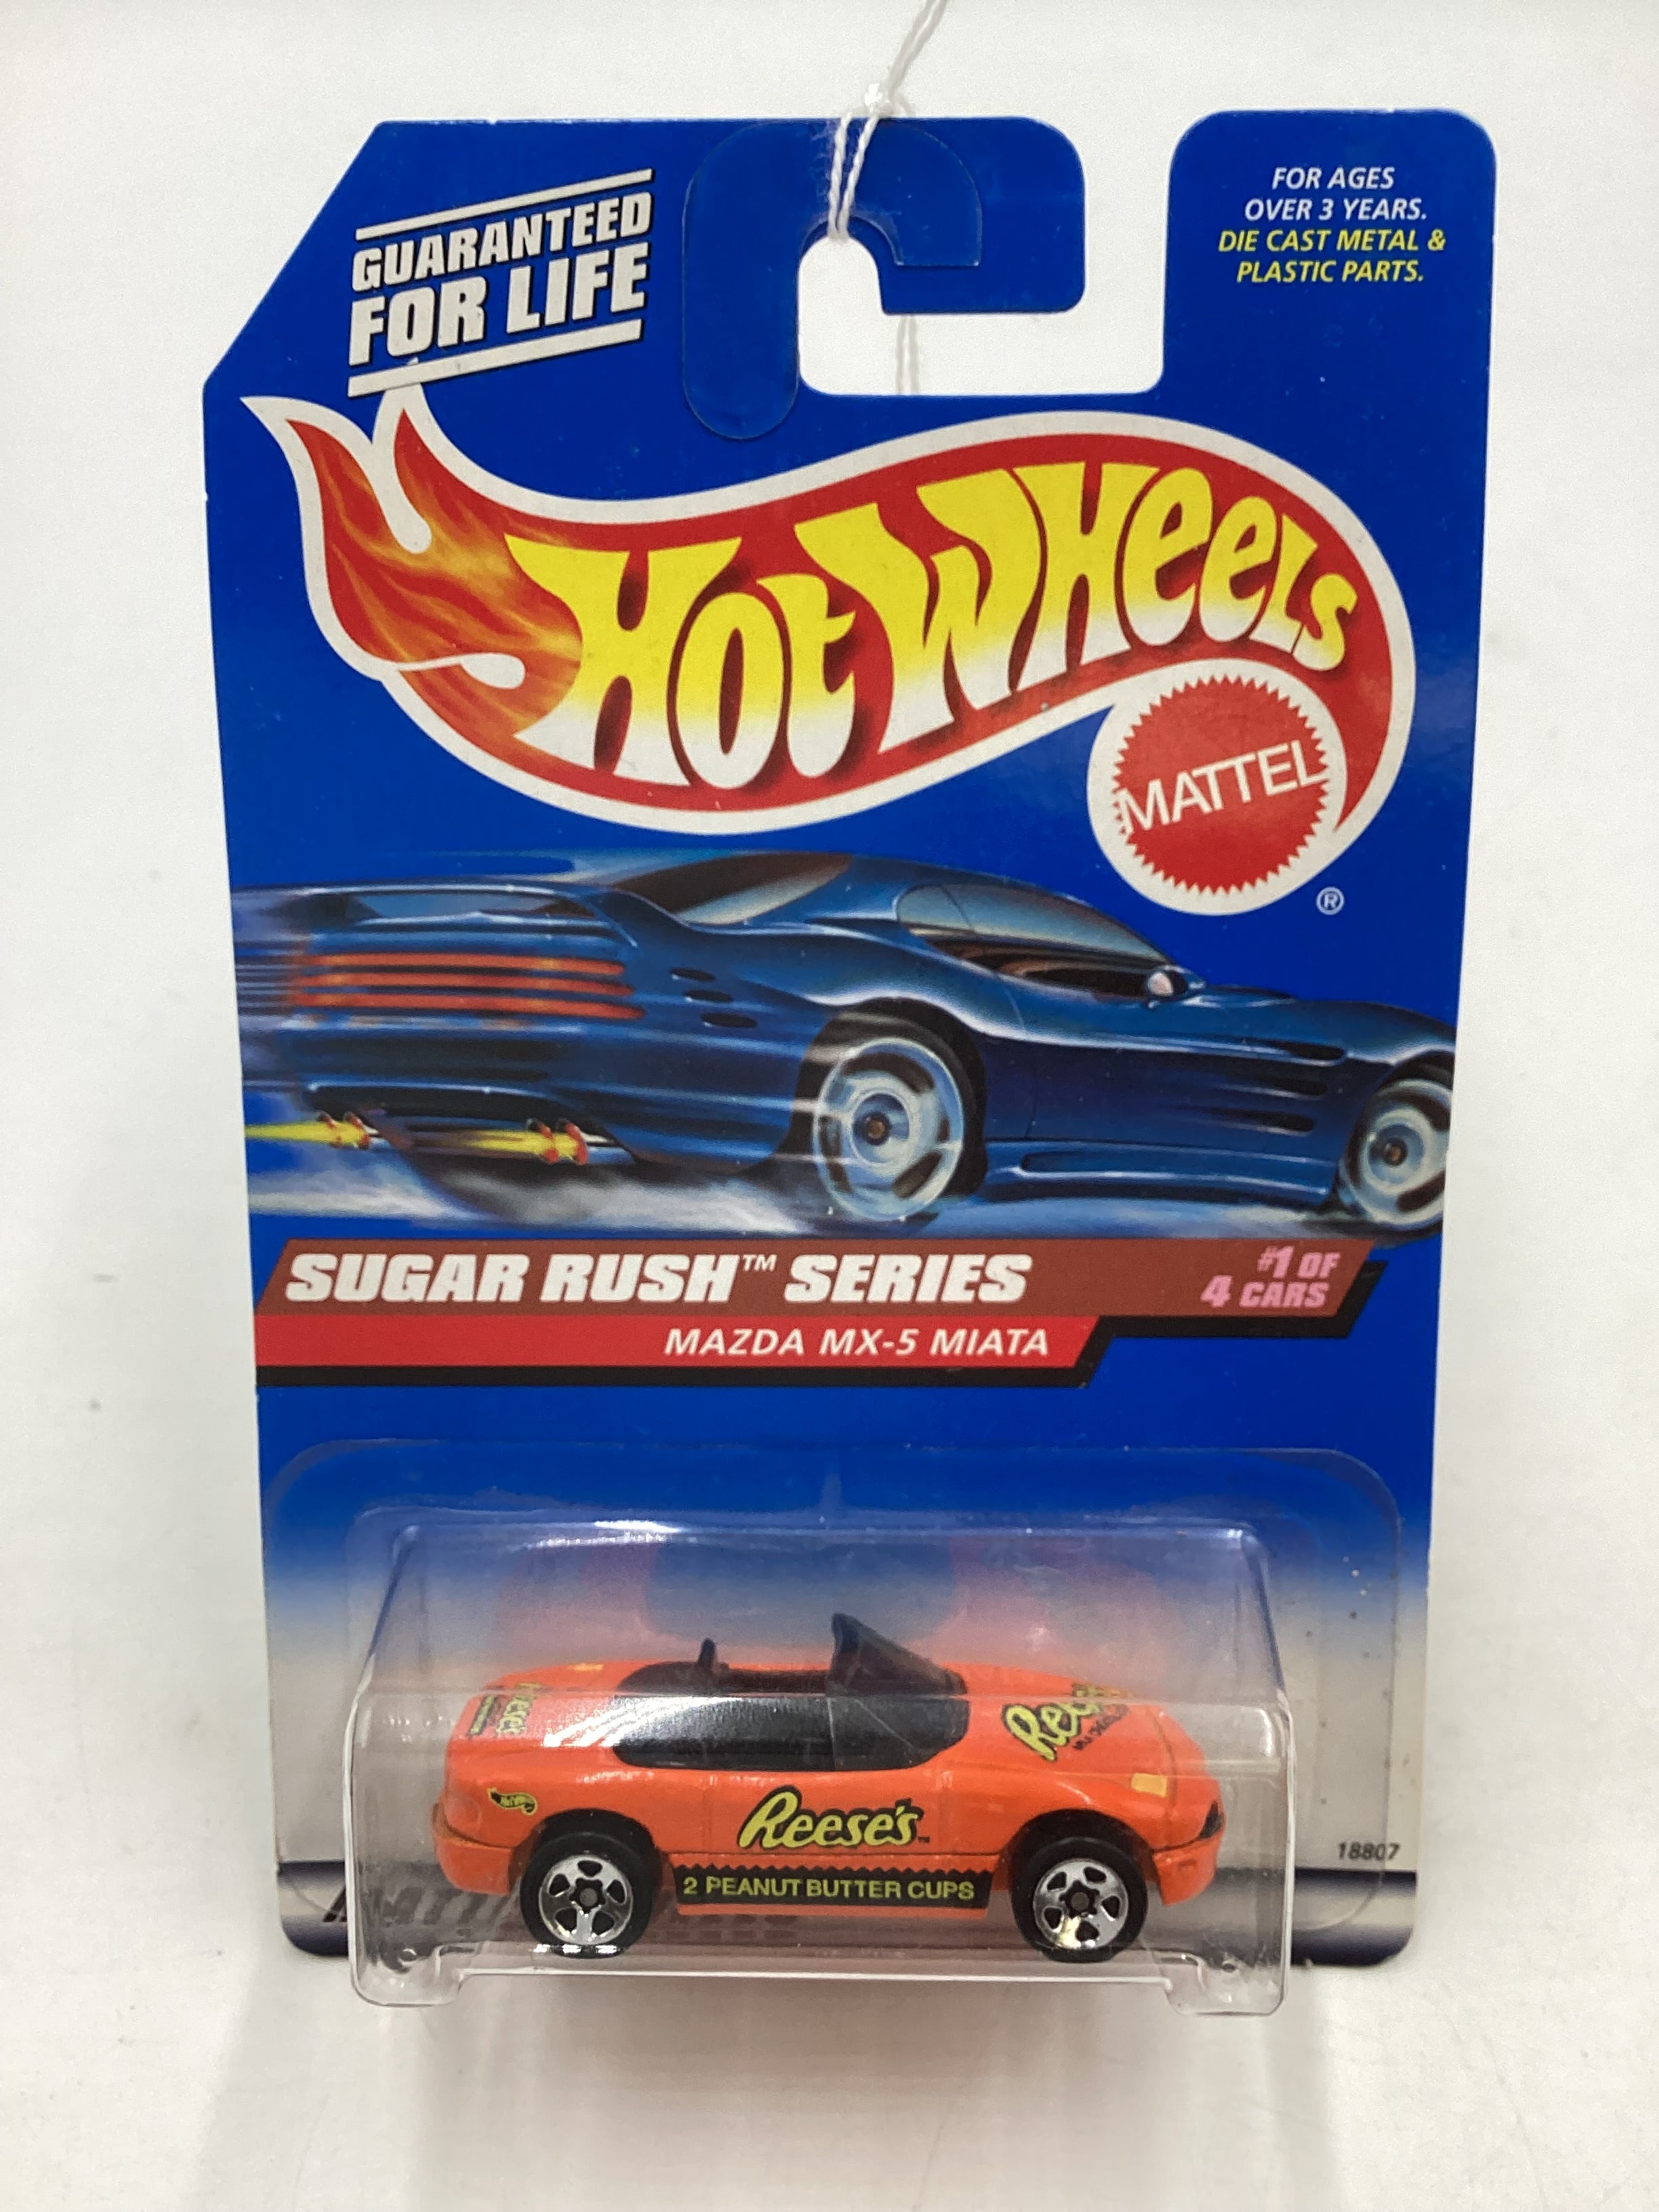 GUARANTEED
FOR LIFE
FOR AGES
OVER 3 YEARS.
DIE CAST METAL &
PLASTIC PARTS.
HOT WHEELS
MATTEL
®
SUGAR RUSH™ SERIES
#1 OF
4 CARS
MAZDA MX-5 MIATA
Reese's
Reese's™
2 PEANUT BUTTER CUPS
18807